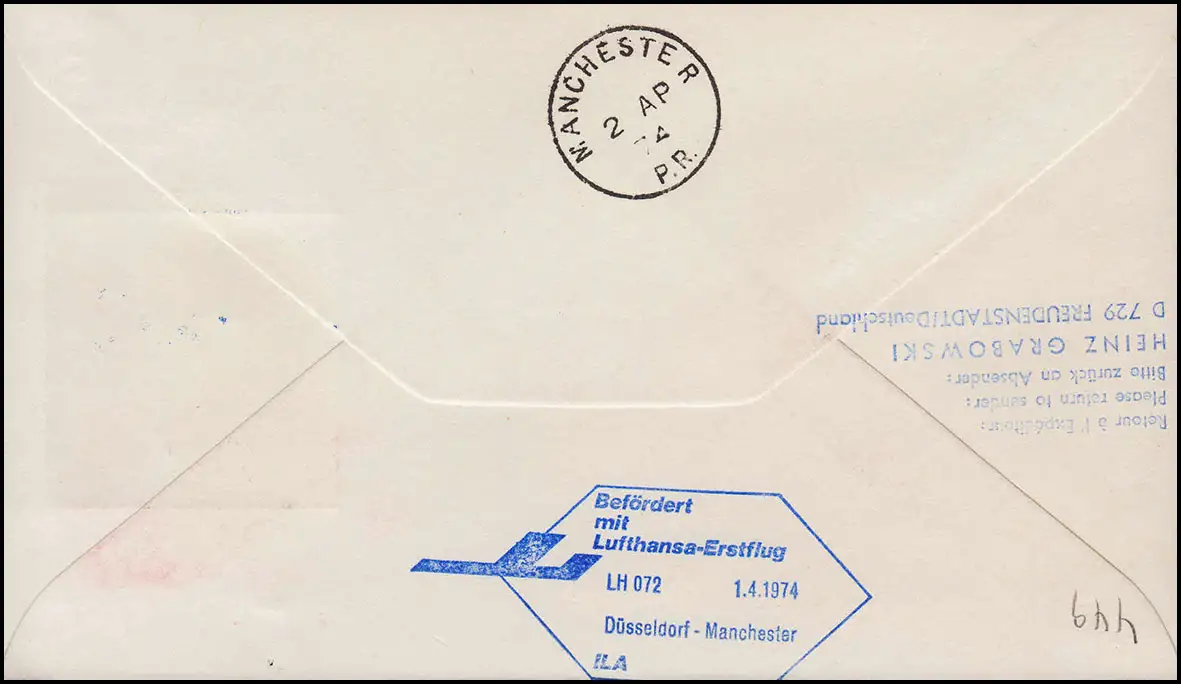 MANCHESTER
2 AP
74
P.R.
Retour à l'Expéditeur:
Please return to sender:
Bitte zurück an Absender:
HEINZ GRABOWSKI
D 729 FREUDENSTADT/Deutschland
Befördert
mit
Lufthansa-Erstflug
LH 072 1.4.1974
Düsseldorf - Manchester
ILA
449